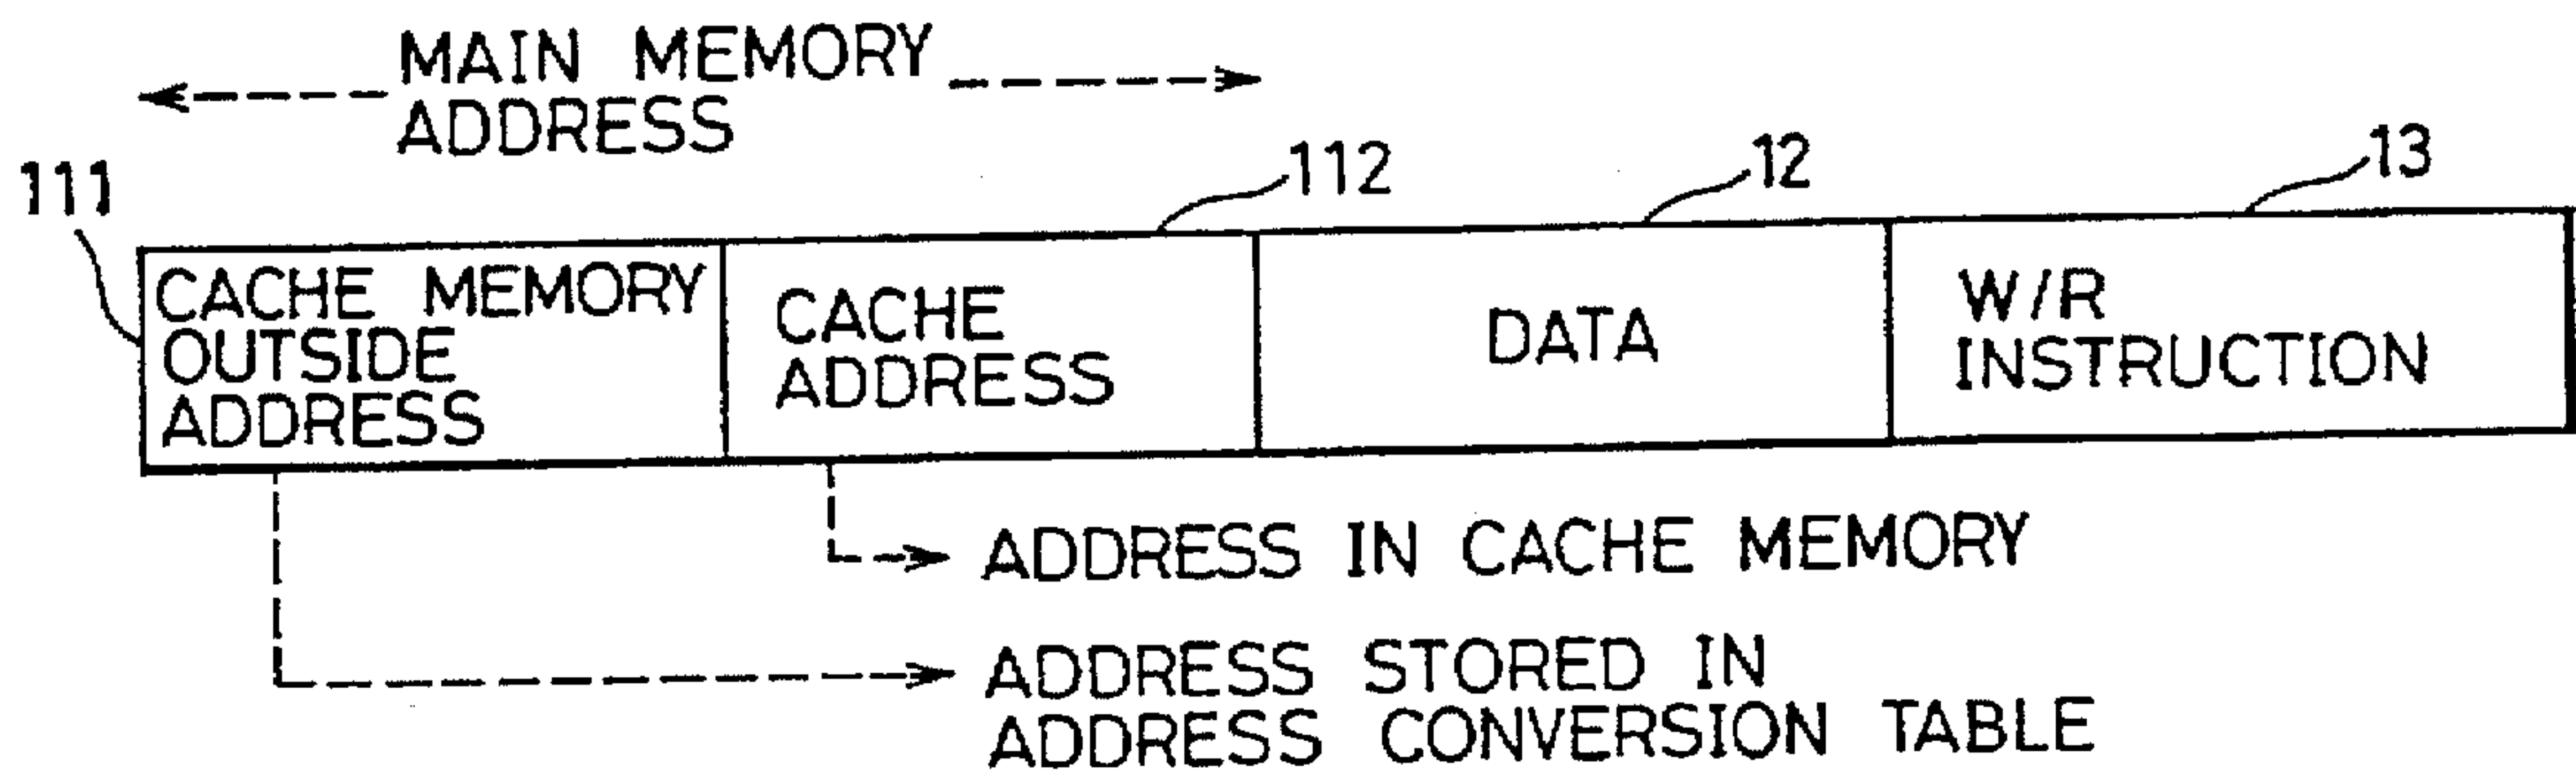 MAIN MEMORY
ADDRESS
111
112
12
13
CACHE MEMORY
OUTSIDE
ADDRESS
CACHE
ADDRESS
DATA
W/R
INSTRUCTION
ADDRESS IN CACHE MEMORY
ADDRESS STORED IN
ADDRESS CONVERSION TABLE